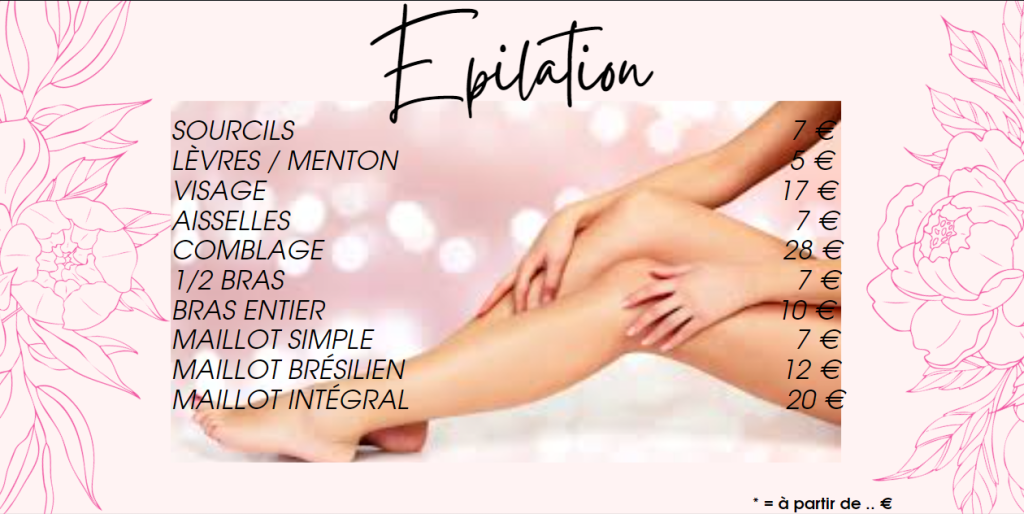 Epilation
SOURCILS 7 €
LÈVRES / MENTON 5 €
VISAGE 17 €
AISSELLES 7 €
COMBLAGE 28 €
1/2 BRAS 7 €
BRAS ENTIER 10 €
MAILLOT SIMPLE 7 €
MAILLOT BRÉSILIEN 12 €
MAILLOT INTÉGRAL 20 €
* = à partir de .. €